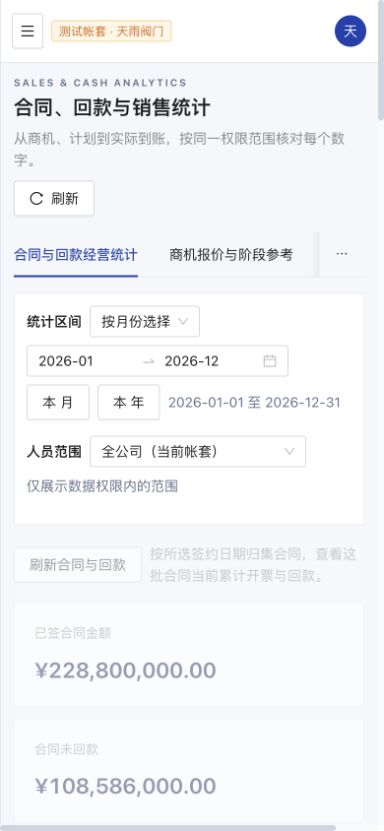 测试帐套 · 天雨阀门
天
SALES & CASH ANALYTICS
合同、回款与销售统计
从商机、计划到实际到账，按同一权限范围核对每个数
字。
刷新
合同与回款经营统计
商机报价与阶段参考
...
统计区间
按月份选择
2026-01 → 2026-12
本 月
本 年
2026-01-01 至 2026-12-31
人员范围
全公司（当前帐套）
仅展示数据权限内的范围
刷新合同与回款
按所选签约日期归集合同，查看这
批合同当前累计开票与回款。
已签合同金额
¥228,800,000.00
合同未回款
¥108,586,000.00